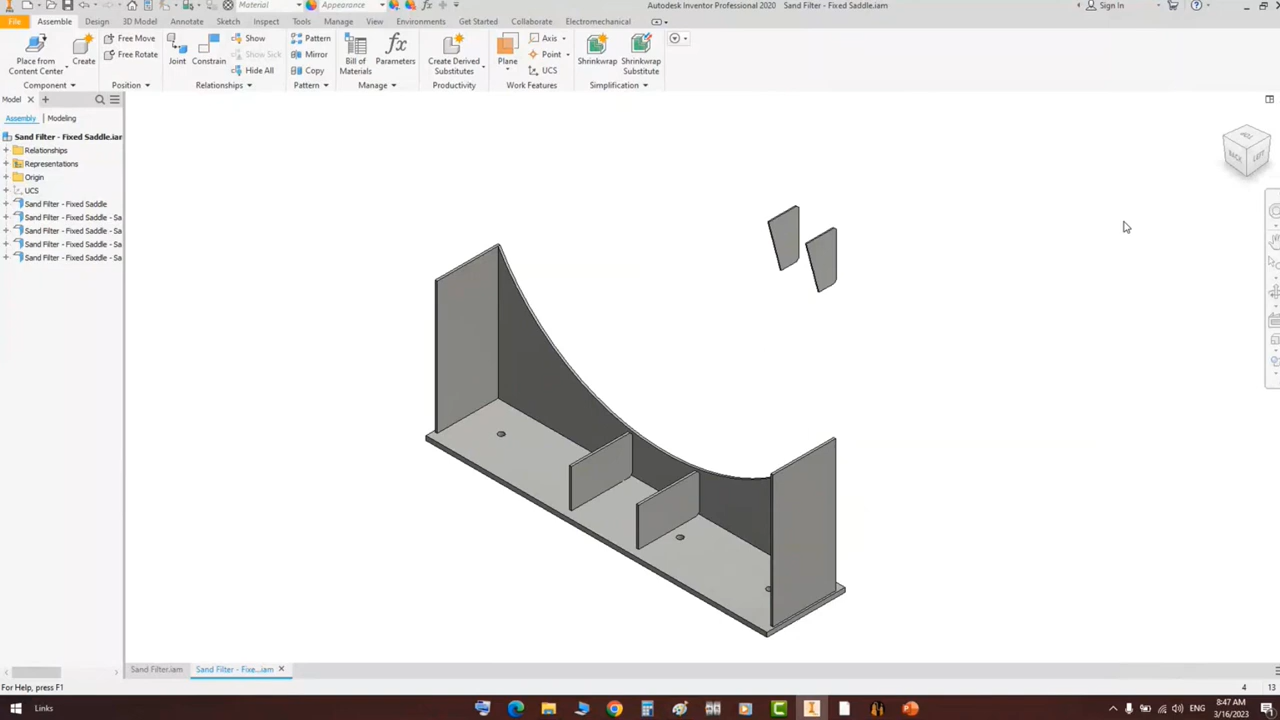 Material
Appearance
Autodesk Inventor Professional 2020 Sand Filter - Fixed Saddle.iam
Sign In
File Assemble Design 3D Model Annotate Sketch Inspect Tools Manage View Environments Get Started Collaborate Electromechanical
Place from
Content Center
Create
Free Move
Free Rotate
Joint
Constrain
Show
Show Sick
Hide All
Pattern
Mirror
Copy
Bill of
Materials
Parameters
Create Derived
Substitutes
Plane
Axis
Point
UCS
Shrinkwrap
Shrinkwrap
Substitute
Component Position Relationships Pattern Manage Productivity Work Features Simplification
Model
Assembly Modeling
Sand Filter - Fixed Saddle.iam
Relationships
Representations
Origin
UCS
Sand Filter - Fixed Saddle
Sand Filter - Fixed Saddle - Sa
Sand Filter - Fixed Saddle - Sa
Sand Filter - Fixed Saddle - Sa
Sand Filter - Fixed Saddle - Sa
BACK LEFT
Sand Filter.iam Sand Filter - Fixe...iam
For Help, press F1
4 13
Links
8:47 AM
3/16/2023